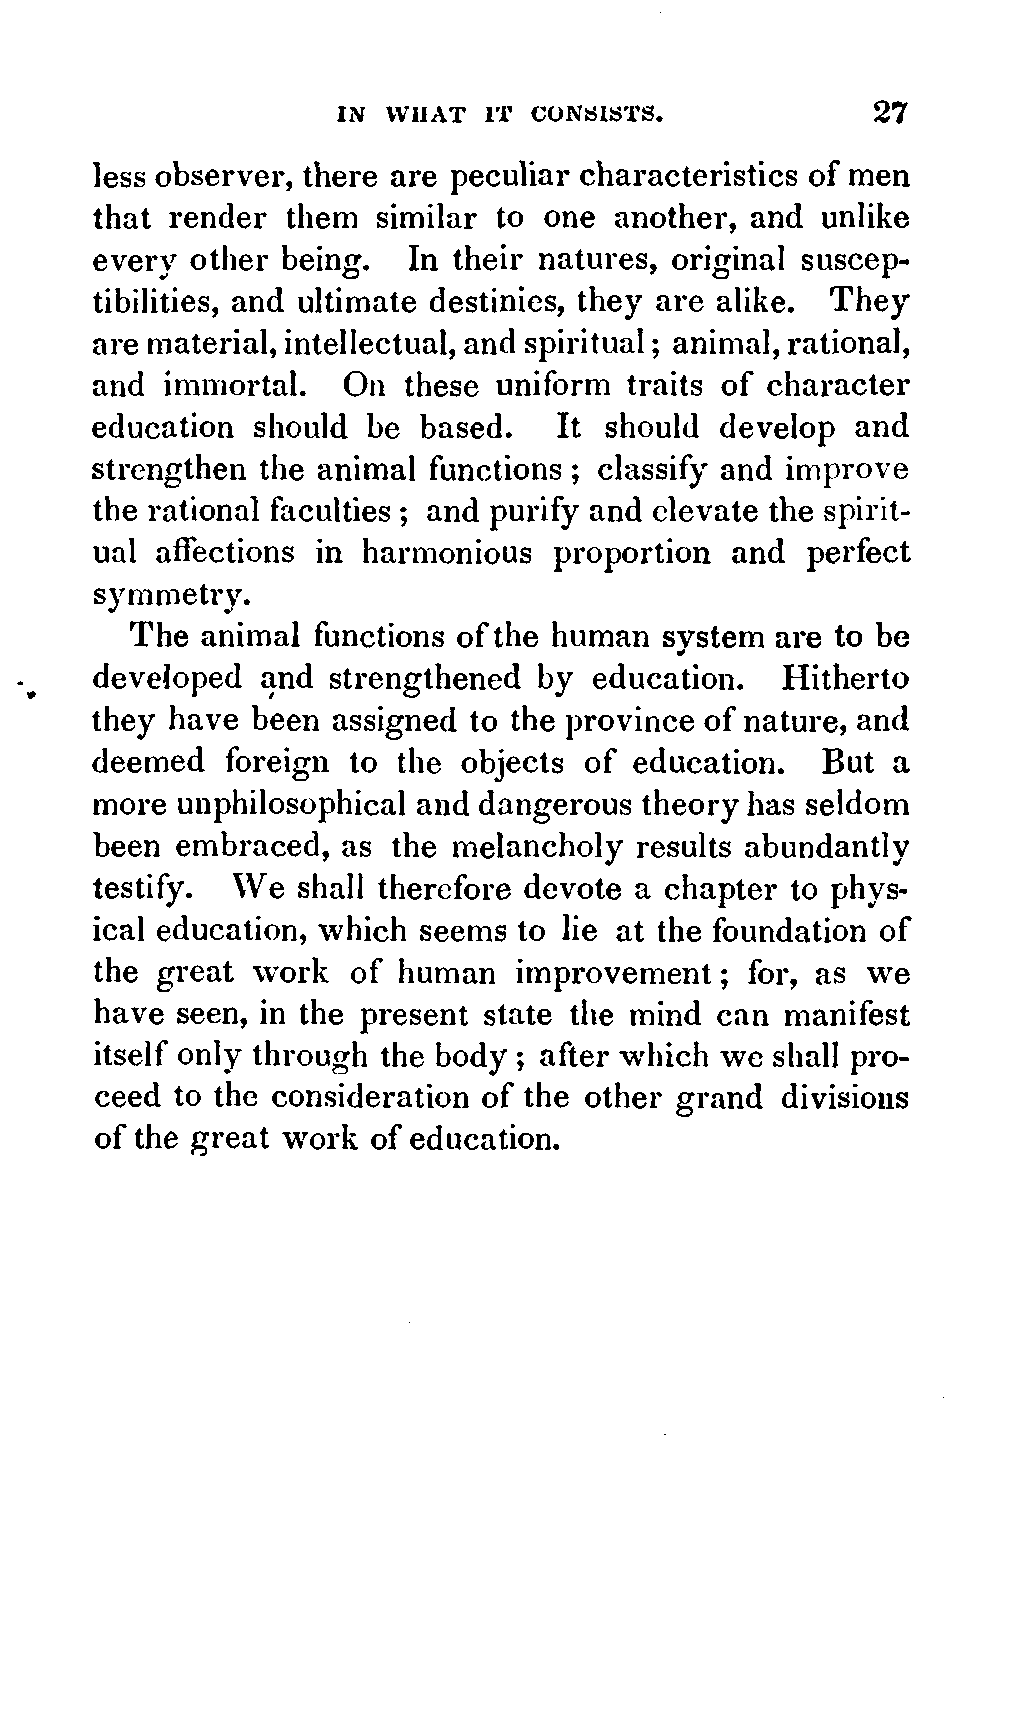 IN WHAT IT CONSISTS. 27
less observer, there are peculiar characteristics of men
that render them similar to one another, and unlike
every other being. In their natures, original suscep-
tibilities, and ultimate destinies, they are alike. They
are material, intellectual, and spiritual; animal, rational,
and immortal. On these uniform traits of character
education should be based. It should develop and
strengthen the animal functions; classify and improve
the rational faculties; and purify and elevate the spirit-
ual affections in harmonious proportion and perfect
symmetry.
The animal functions of the human system are to be
developed and strengthened by education. Hitherto
they have been assigned to the province of nature, and
deemed foreign to the objects of education. But a
more unphilosophical and dangerous theory has seldom
been embraced, as the melancholy results abundantly
testify. We shall therefore devote a chapter to phys-
ical education, which seems to lie at the foundation of
the great work of human improvement; for, as we
have seen, in the present state the mind can manifest
itself only through the body; after which we shall pro-
ceed to the consideration of the other grand divisions
of the great work of education.